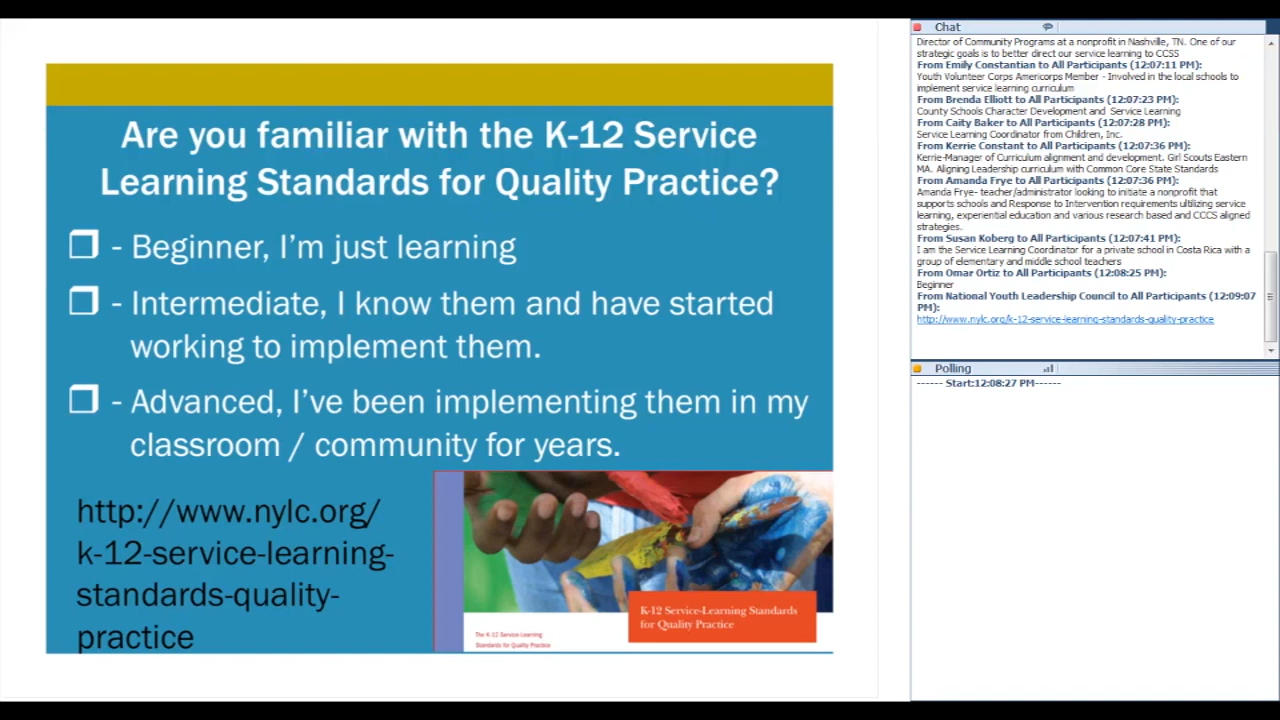 Are you familiar with the K-12 Service
Learning Standards for Quality Practice?
- Beginner, I'm just learning
- Intermediate, I know them and have started
working to implement them.
- Advanced, I've been implementing them in my
classroom / community for years.
http://www.nylc.org/
k-12-service-learning-
standards-quality-
practice
K-12 Service-Learning Standards
for Quality Practice
The K-12 Service-Learning
Standards for Quality Practice
Chat
Director of Community Programs at a nonprofit in Nashville, TN. One of our
strategic goals is to better direct our service learning to CCSS
From Emily Constantian to All Participants (12:07:11 PM):
Youth Volunteer Corps Americorps Member - Involved in the local schools to
implement service learning curriculum
From Brenda Elliott to All Participants (12:07:23 PM):
County Schools Character Development and Service Learning
From Caity Baker to All Participants (12:07:28 PM):
Service Learning Coordinator from Children, Inc.
From Kerrie Constant to All Participants (12:07:36 PM):
Kerrie-Manager of Curriculum alignment and development. Girl Scouts Eastern
MA. Aligning Leadership curriculum with Common Core State Standards
From Amanda Frye to All Participants (12:07:36 PM):
Amanda Frye- teacher/administrator looking to initiate a nonprofit that
supports schools and Response to Intervention requirements ultilizing service
learning, experiential education and various research based and CCCS aligned
strategies.
From Susan Koberg to All Participants (12:07:41 PM):
I am the Service Learning Coordinator for a private school in Costa Rica with a
group of elementary and middle school teachers
From Omar Ortiz to All Participants (12:08:25 PM):
Beginner
From National Youth Leadership Council to All Participants (12:09:07
PM):
http://www.nylc.org/k-12-service-learning-standards-quality-practice
Polling
------ Start:12:08:27 PM------